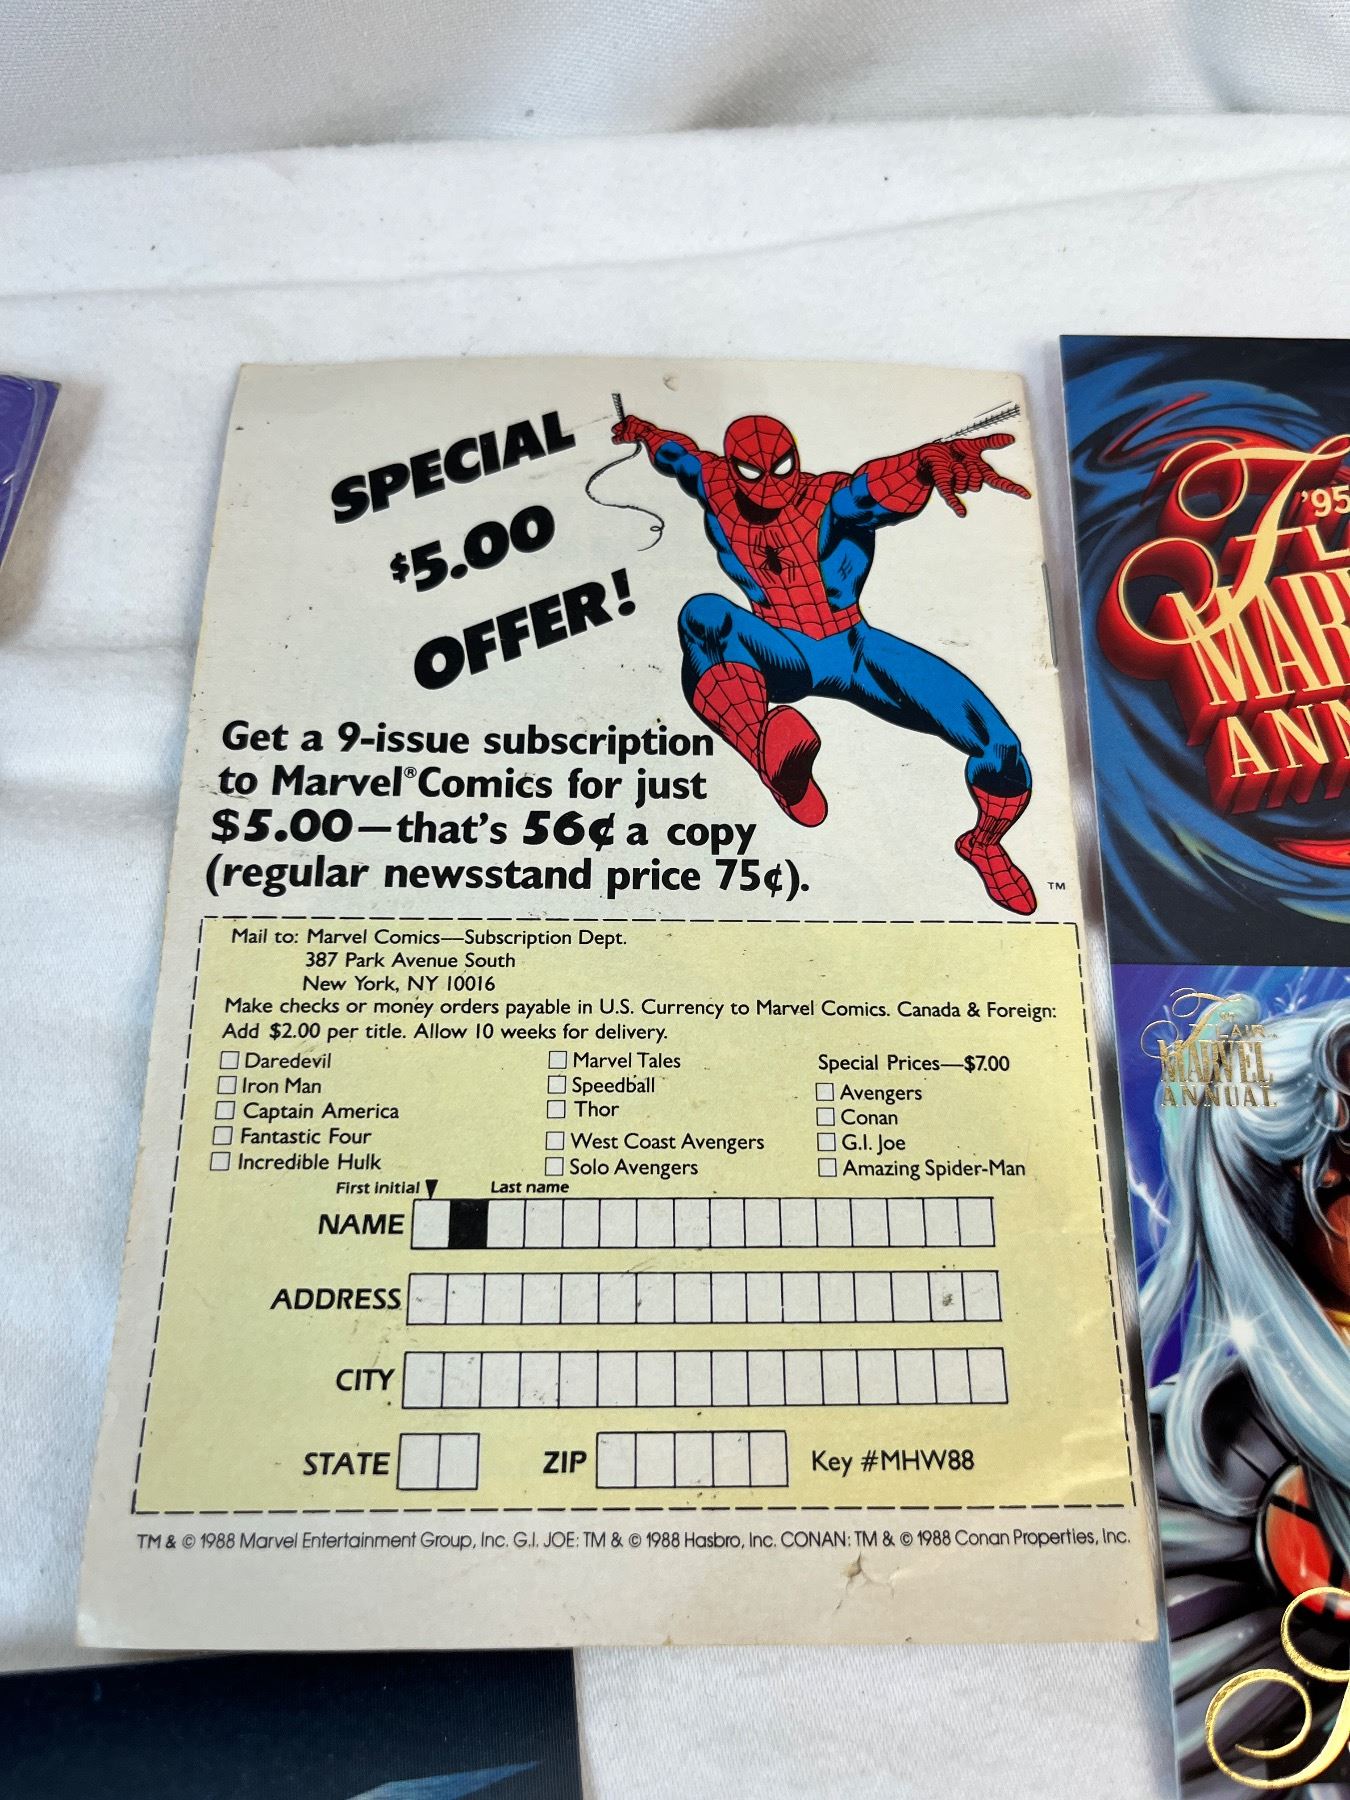 SPECIAL
$5.00
OFFER!
Get a 9-issue subscription
to Marvel® Comics for just
$5.00—that's 56¢ a copy
(regular newsstand price 75¢).
TM
Mail to: Marvel Comics—Subscription Dept.
387 Park Avenue South
New York, NY 10016
Make checks or money orders payable in U.S. Currency to Marvel Comics. Canada & Foreign:
Add $2.00 per title. Allow 10 weeks for delivery.
Daredevil
Iron Man
Captain America
Fantastic Four
Incredible Hulk
Marvel Tales
Speedball
Thor
West Coast Avengers
Solo Avengers
Special Prices—$7.00
Avengers
Conan
G.I. Joe
Amazing Spider-Man
First initial Last name
NAME
ADDRESS
CITY
STATE ZIP Key #MHW88
TM & © 1988 Marvel Entertainment Group, Inc. G.I. JOE: TM & © 1988 Hasbro, Inc. CONAN: TM & © 1988 Conan Properties, Inc.
'95
FLAIR
MARVEL
ANNUAL